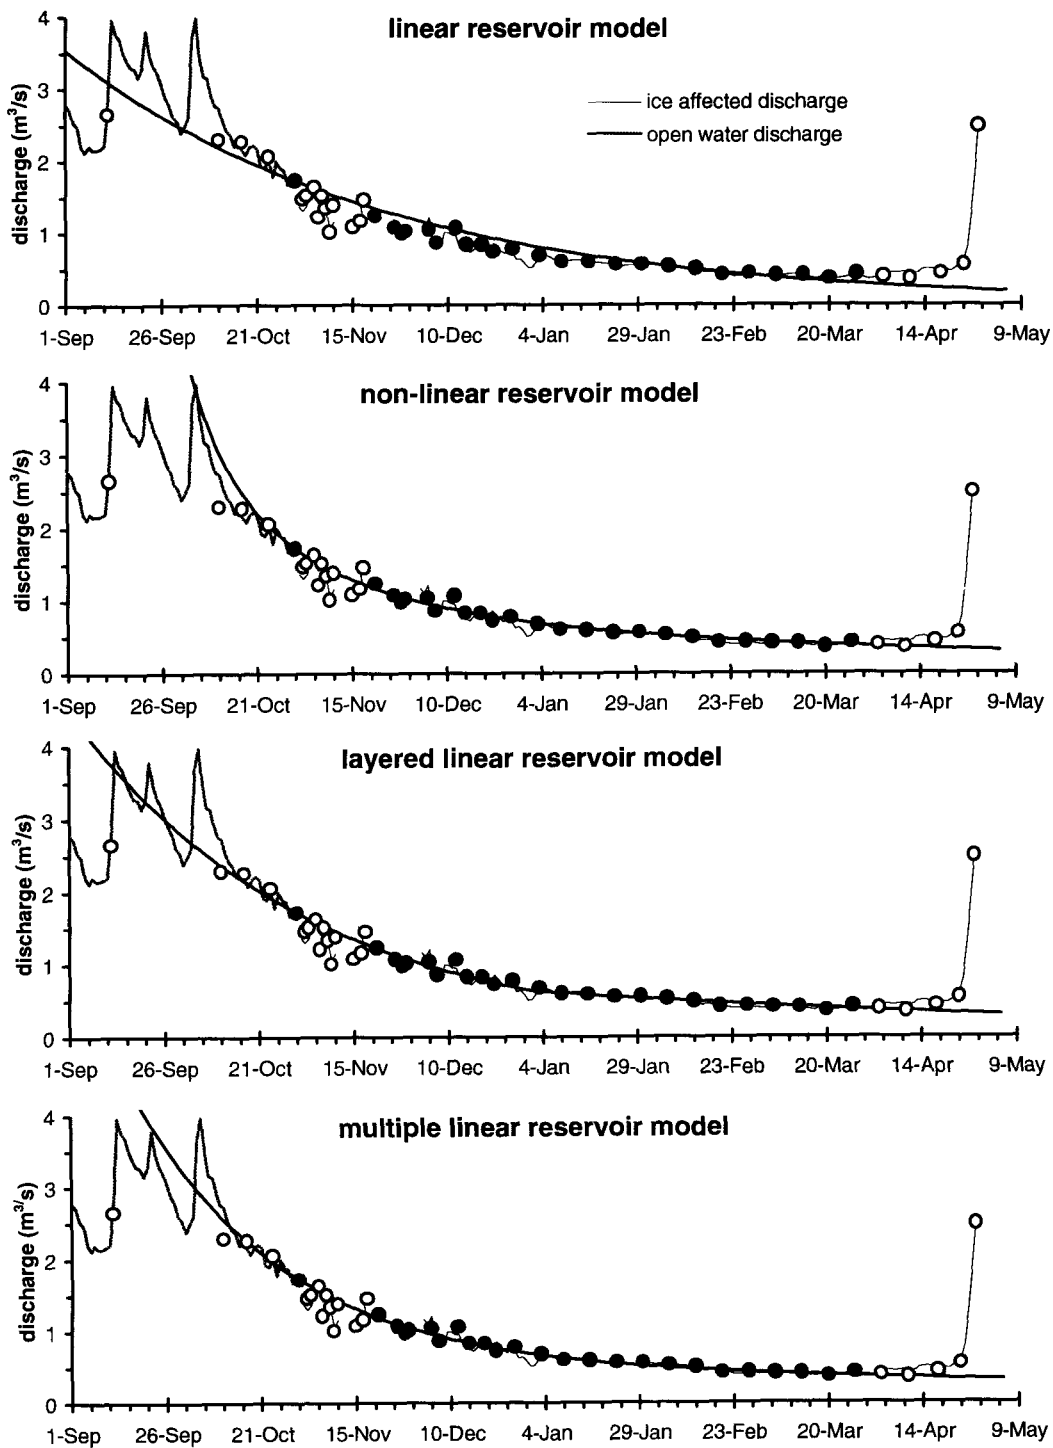 linear reservoir model
discharge (m³/s)
4
3
2
1
0
ice affected discharge
open water discharge
1-Sep 26-Sep 21-Oct 15-Nov 10-Dec 4-Jan 29-Jan 23-Feb 20-Mar 14-Apr 9-May
non-linear reservoir model
discharge (m³/s)
4
3
2
1
0
1-Sep 26-Sep 21-Oct 15-Nov 10-Dec 4-Jan 29-Jan 23-Feb 20-Mar 14-Apr 9-May
layered linear reservoir model
discharge (m³/s)
4
3
2
1
0
1-Sep 26-Sep 21-Oct 15-Nov 10-Dec 4-Jan 29-Jan 23-Feb 20-Mar 14-Apr 9-May
multiple linear reservoir model
discharge (m³/s)
4
3
2
1
0
1-Sep 26-Sep 21-Oct 15-Nov 10-Dec 4-Jan 29-Jan 23-Feb 20-Mar 14-Apr 9-May